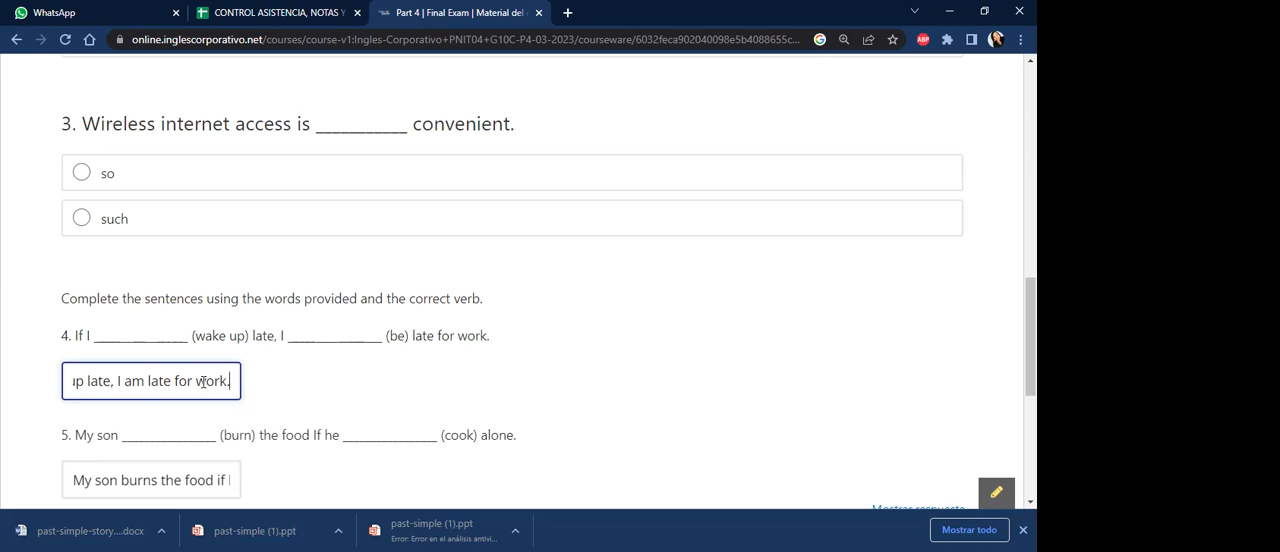 WhatsApp
CONTROL ASISTENCIA, NOTAS Y
Part 4 | Final Exam | Material del
online.inglescorporativo.net/courses/course-v1:Ingles-Corporativo+PNIT04+G10C-P4-03-2023/courseware/6032feca902040098e5b4088655c...
ABP
3. Wireless internet access is ___________ convenient.
so
such
Complete the sentences using the words provided and the correct verb.
4. If I ______________ (wake up) late, I ______________ (be) late for work.
up late, I am late for work.
5. My son ______________ (burn) the food If he ______________ (cook) alone.
My son burns the food if
Mostrar respuesta
past-simple-story....docx
past-simple (1).ppt
past-simple (1).ppt
Error: Error en el análisis antivi...
Mostrar todo